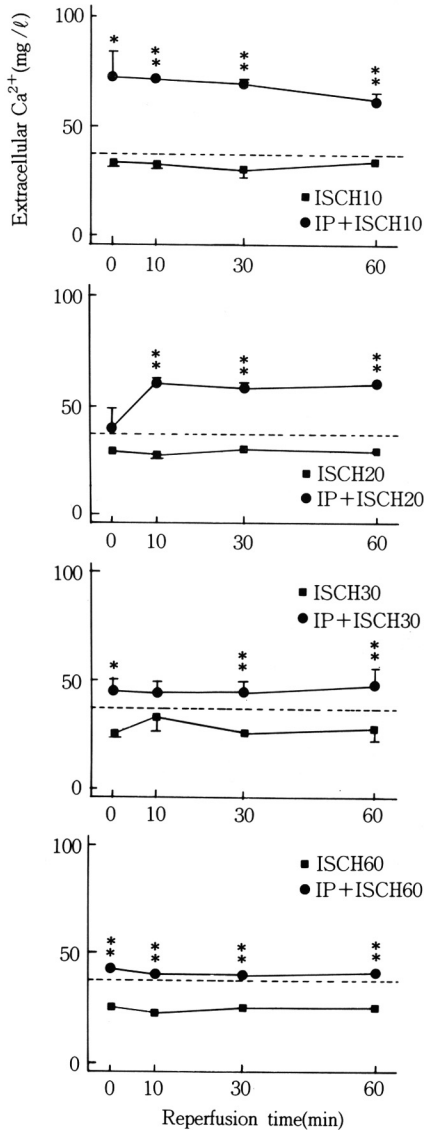 Extracellular Ca²⁺(mg/ℓ)
100
50
0
*
**
**
**
■ISCH10
●IP+ISCH10
0 10 30 60
100
50
0
**
**
**
■ISCH20
●IP+ISCH20
0 10 30 60
100
50
0
■ISCH30
●IP+ISCH30
*
**
**
0 10 30 60
■ISCH60
●IP+ISCH60
50
0
**
**
**
**
0 10 30 60
Reperfusion time(min)